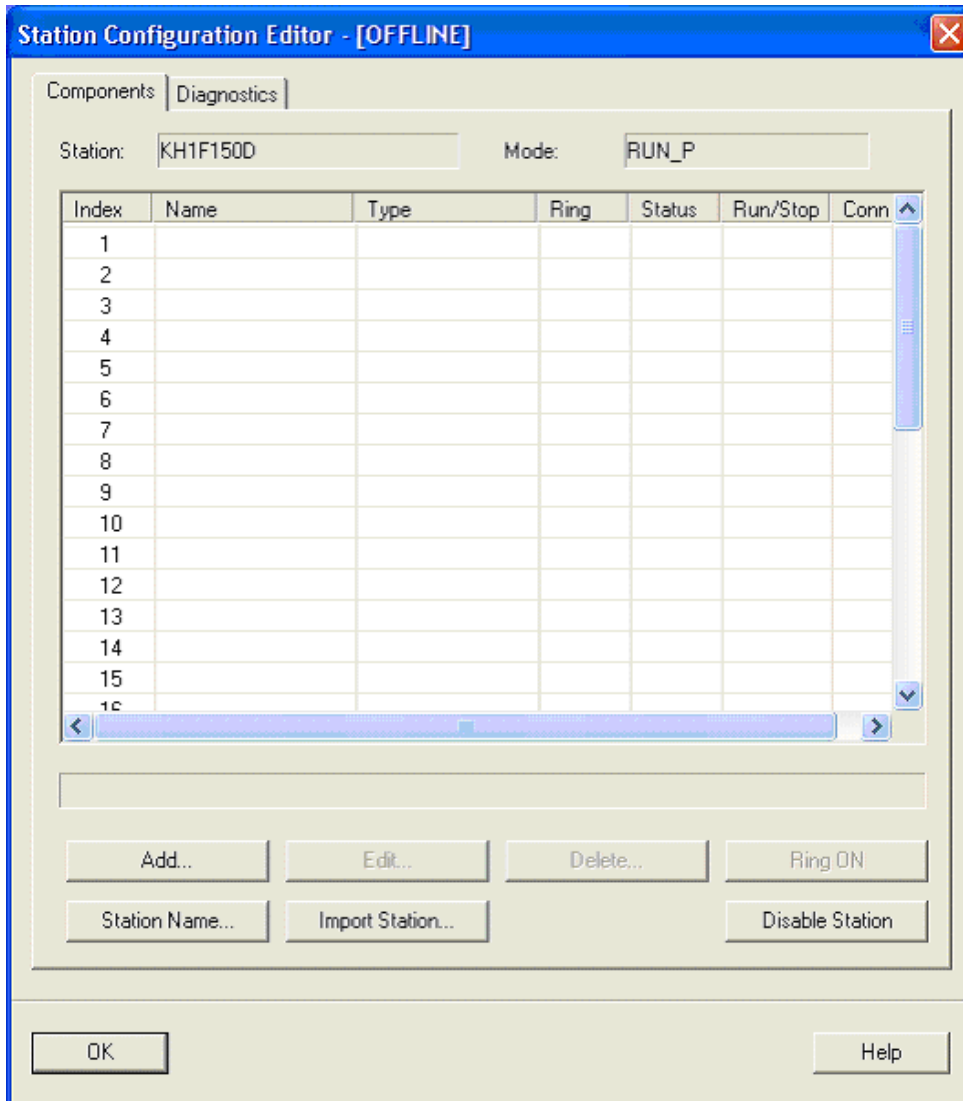 Station Configuration Editor - [OFFLINE]
Components Diagnostics
Station: KH1F150D Mode: RUN_P
Index Name Type Ring Status Run/Stop Conn
1
2
3
4
5
6
7
8
9
10
11
12
13
14
15
16
Add... Edit... Delete... Ring ON
Station Name... Import Station... Disable Station
OK Help